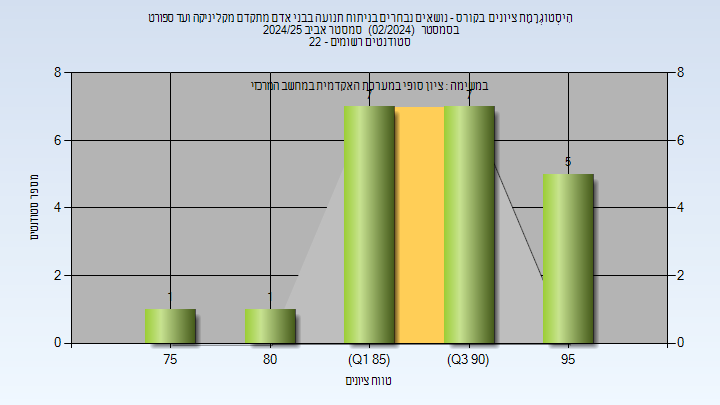 הִיסְטוֹגְרָמַת ציונים בקורס - נושאים נבחרים בניתוח תנועה בבני אדם מתקדם מקליניקה ועד ספורט
בסמסטר (02/2024) סמסטר אביב 2024/25
סטודנטים רשומים - 22
במשימה : ציון סופי במערכת האקדמית במחשב המרכזי
8 8
7 7
6 6
5
4 4
2 2
1 1
0 0
75 80 (Q1 85) (Q3 90) 95
מספר סטודנטים
טווח ציונים